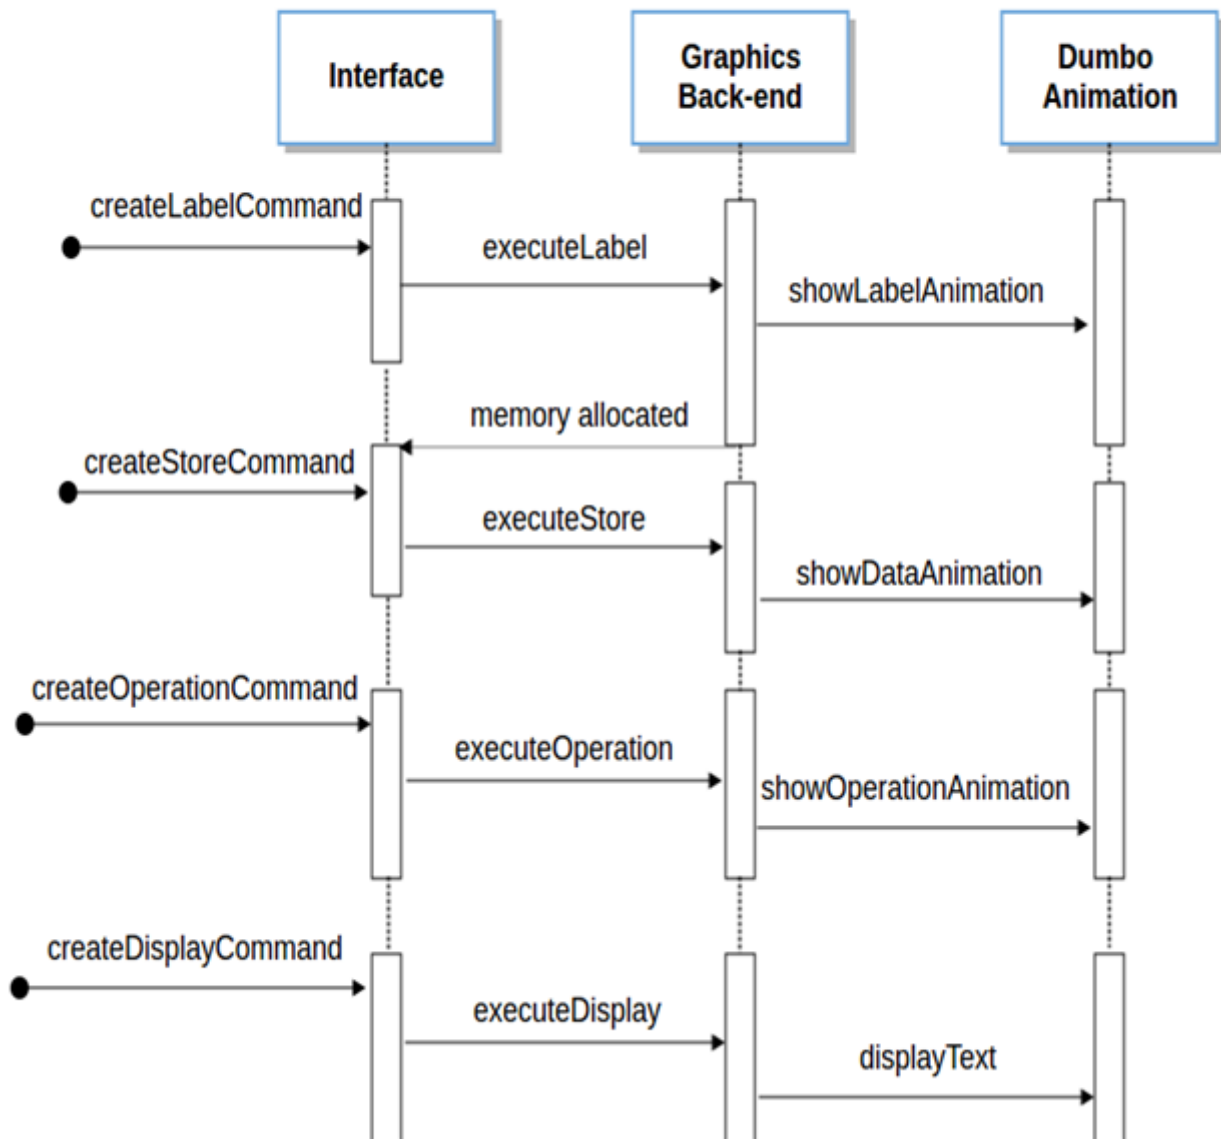 Interface
Graphics
Back-end
Dumbo
Animation
createLabelCommand
executeLabel
showLabelAnimation
memory allocated
createStoreCommand
executeStore
showDataAnimation
createOperationCommand
executeOperation
showOperationAnimation
createDisplayCommand
executeDisplay
displayText